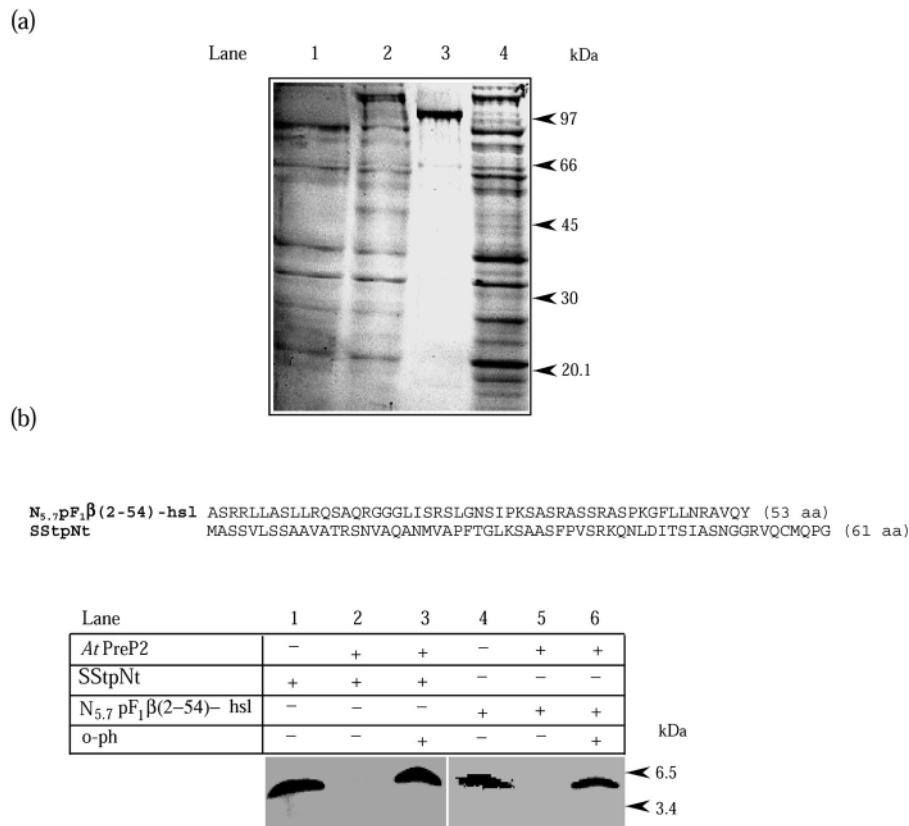 (a)
Lane 1 2 3 4 kDa
97
66
45
30
20.1
(b)
N5.7pF1β(2-54)-hsl ASRRLLASLLRQSAQRGGGLISRSLGNSIPKSASRASSRASPKGFLLNRAVQY (53 aa)
SStpNt MASSVLSSAAVATRSNVAQANMVAPFTGLKSAASFPVSRKQNLDITSIASNGGRVQCMQPG (61 aa)
Lane 1 2 3 4 5 6
At PreP2 – + + – + +
SStpNt + + + – – –
N5.7 pF1β(2–54)– hsl – – – + + +
o-ph – – + – – +
kDa
6.5
3.4